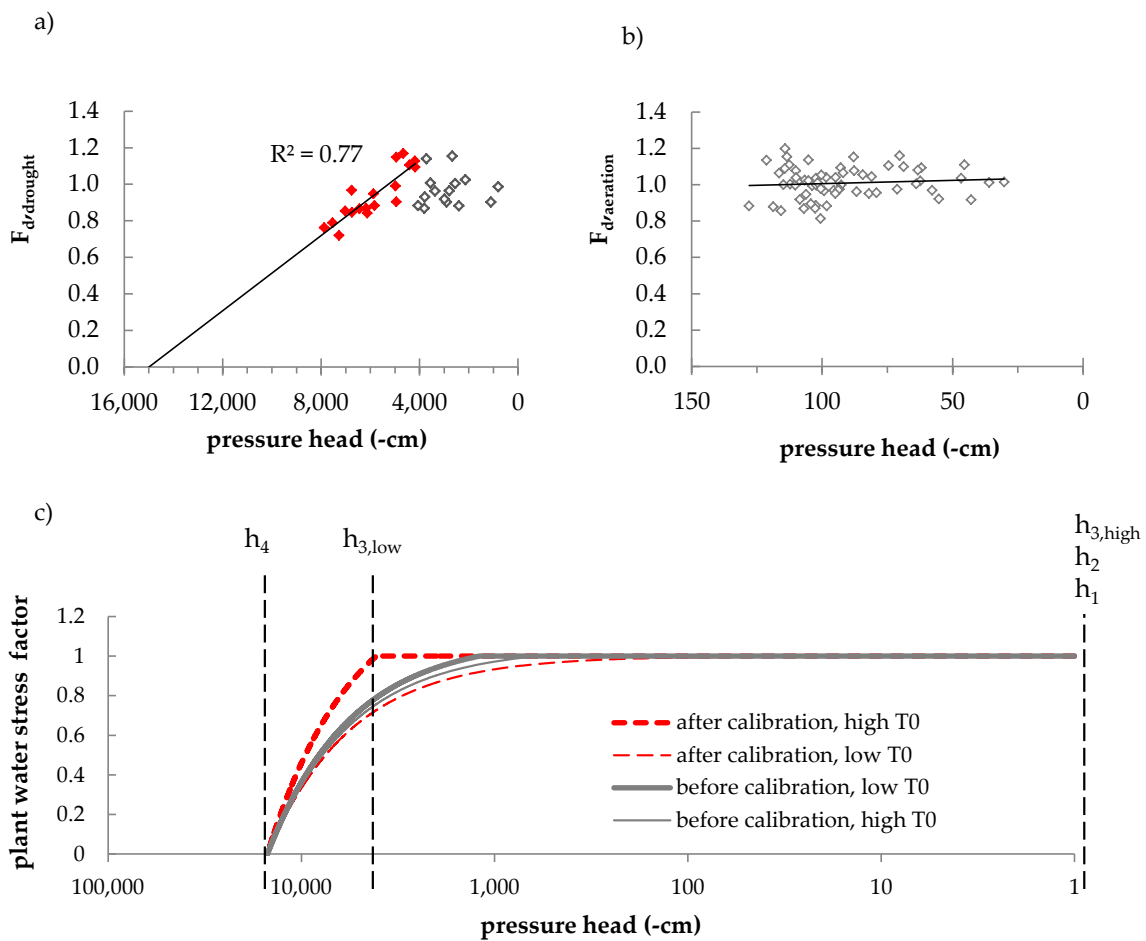 a)
b)
1.4
1.2
1.0
0.8
0.6
0.4
0.2
0.0
F_d,drought
R² = 0.77
16,000 12,000 8,000 4,000 0
pressure head (-cm)
1.4
1.2
1.0
0.8
0.6
0.4
0.2
0.0
F_d,aeration
150 100 50 0
pressure head (-cm)
c)
h4
h3,low
h3,high
h2
h1
1.2
1
0.8
0.6
0.4
0.2
0
plant water stress factor
after calibration, high T0
after calibration, low T0
before calibration, low T0
before calibration, high T0
100,000 10,000 1,000 100 10 1
pressure head (-cm)